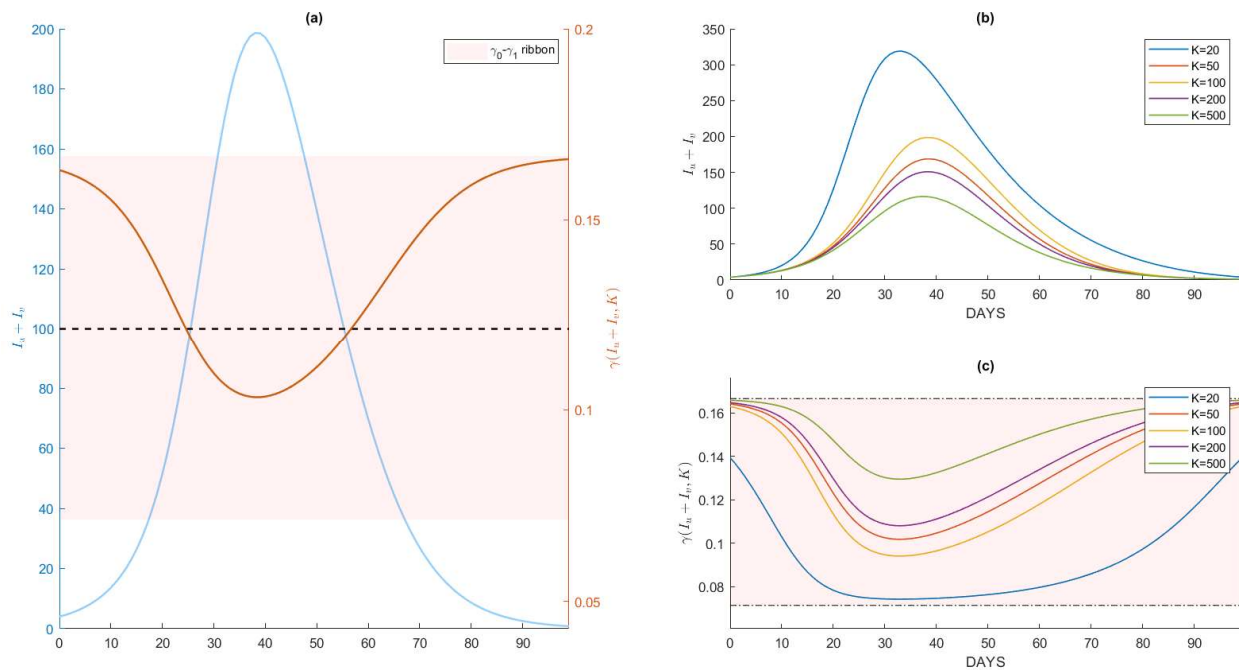 (a)
200
180
160
140
120
100
80
60
40
20
0
I_u + I_v
γ₀-γ₁ ribbon
0.2
0.15
0.1
0.05
γ(I_u + I_v, K)
0 10 20 30 40 50 60 70 80 90
(b)
350
300
250
200
150
100
50
0
I_u + I_v
K=20
K=50
K=100
K=200
K=500
0 10 20 30 40 50 60 70 80 90
DAYS
(c)
0.16
0.14
0.12
0.1
0.08
γ(I_u + I_v, K)
K=20
K=50
K=100
K=200
K=500
0 10 20 30 40 50 60 70 80 90
DAYS